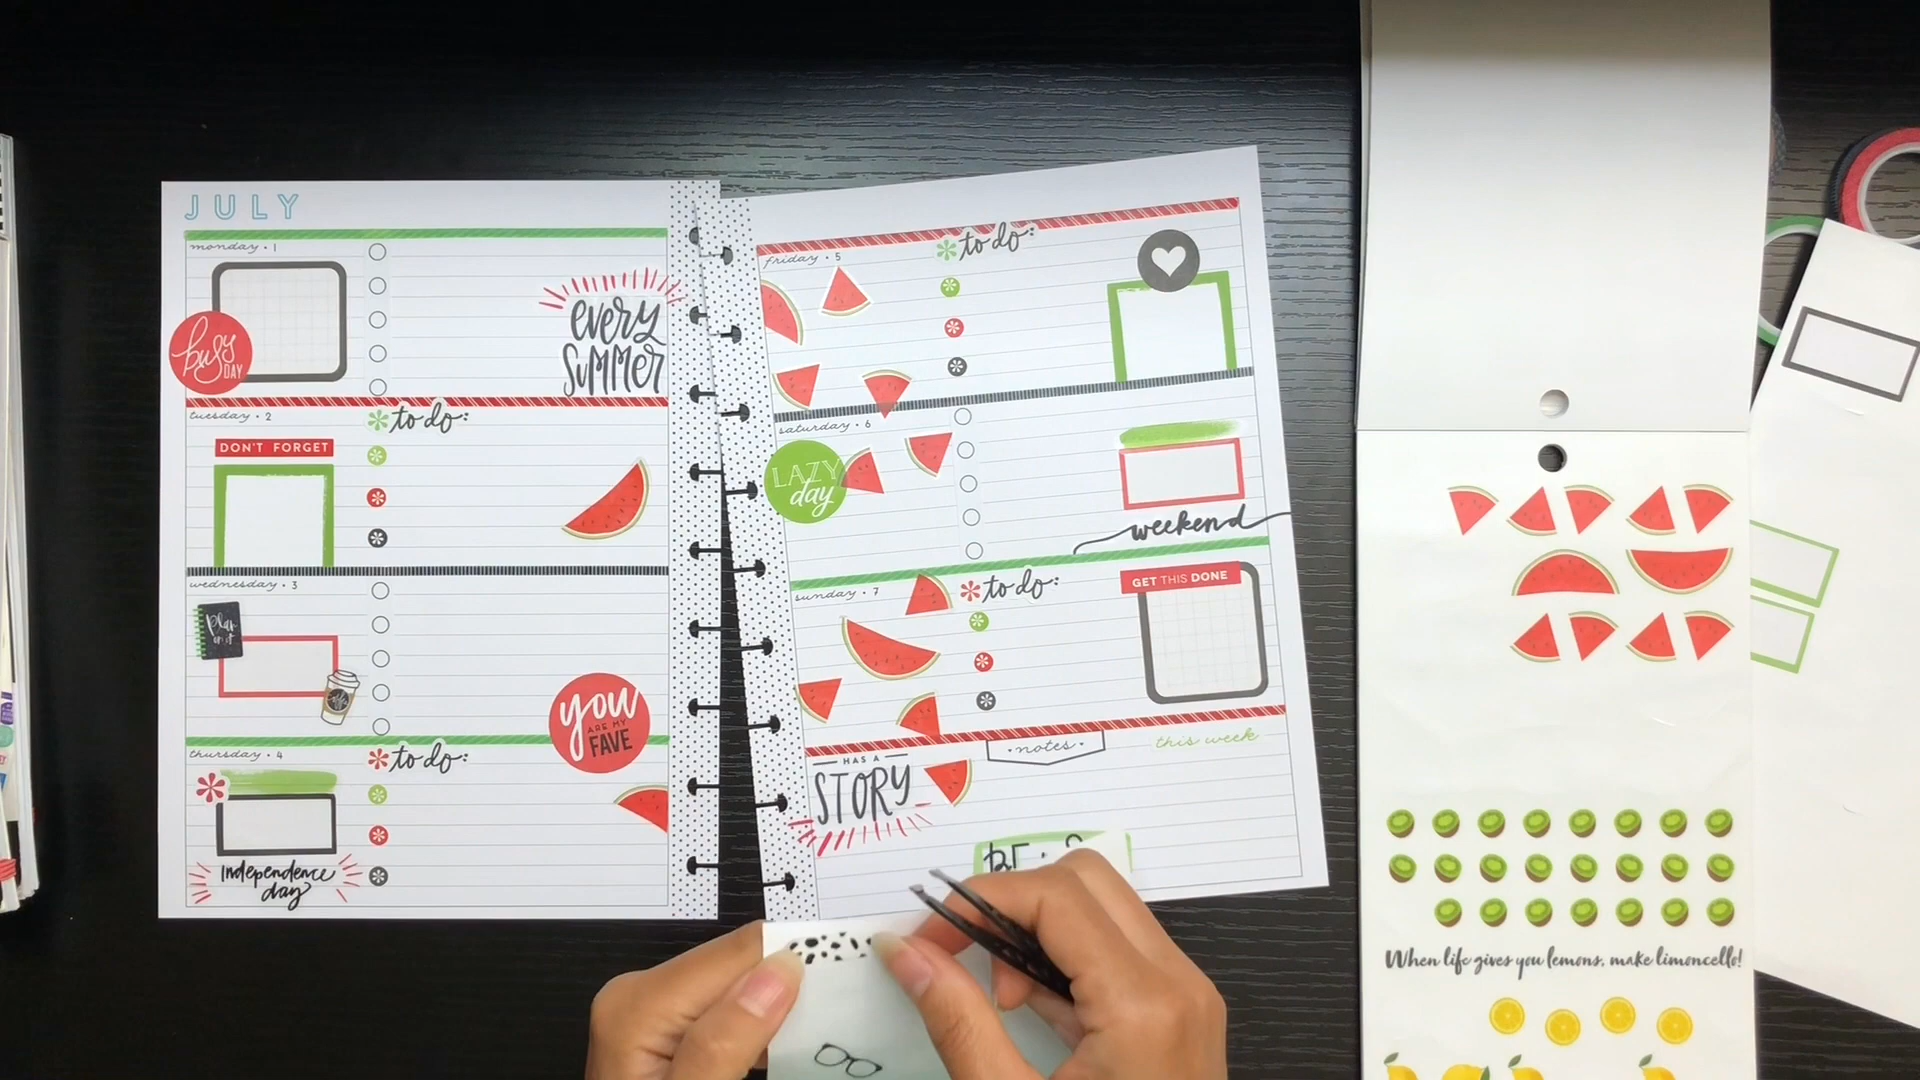 JULY
monday • 1
busy
DAY
every
SUMMER
tuesday • 2
to do:
DON'T FORGET
wednesday • 3
Plan
on it
you
ARE MY
FAVE
thursday • 4
to do:
independence
day
friday • 5
to do:
saturday • 6
LAZY
day
weekend
sunday • 7
to do:
GET THIS DONE
HAS A
STORY
• notes •
this week
When life gives you lemons, make limoncello!